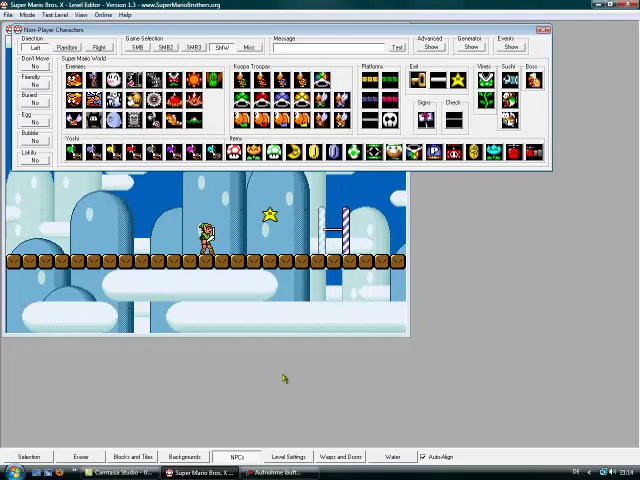 Super Mario Bros. X - Level Editor - Version 1.3 - www.SuperMarioBrothers.org
File Mode Test Level View Online Help
Non-Player Characters
Direction Game Selection Message Advanced Generator Events
Left Random Right SMB SMB2 SMB3 SMW Misc. Test Show Show Show
Don't Move
No
Friendly
No
Buried
No
Egg
No
Bubble
No
Lakitu
No
Super Mario World
Enemies Koopa Troopas Platforms Exit Vines Sushi Boss
Signs Check
Yoshi Items
Selection Eraser Blocks and Tiles Backgrounds NPCs Level Settings Warps and Doors Water Auto Align
Camtasia Studio - U... Super Mario Bros. X ... Aufnahme läuft... DE 21:14